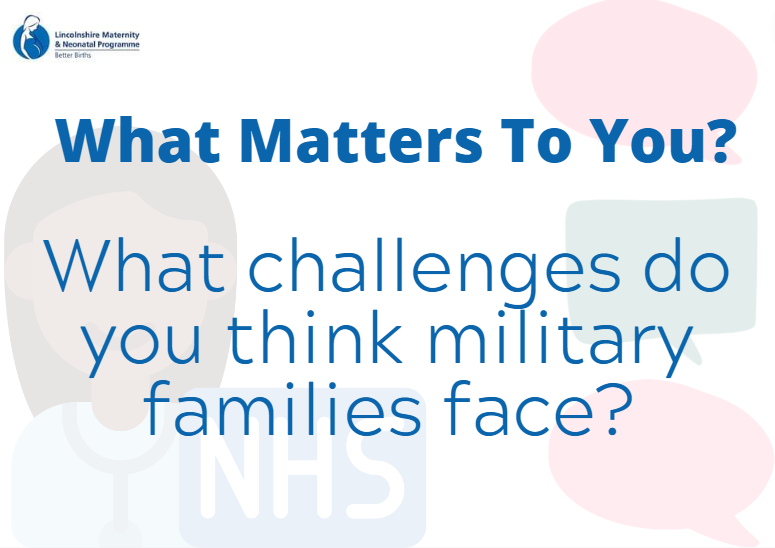 Lincolnshire Maternity
& Neonatal Programme
Better Births
What Matters To You?
What challenges do
you think military
families face?
NHS